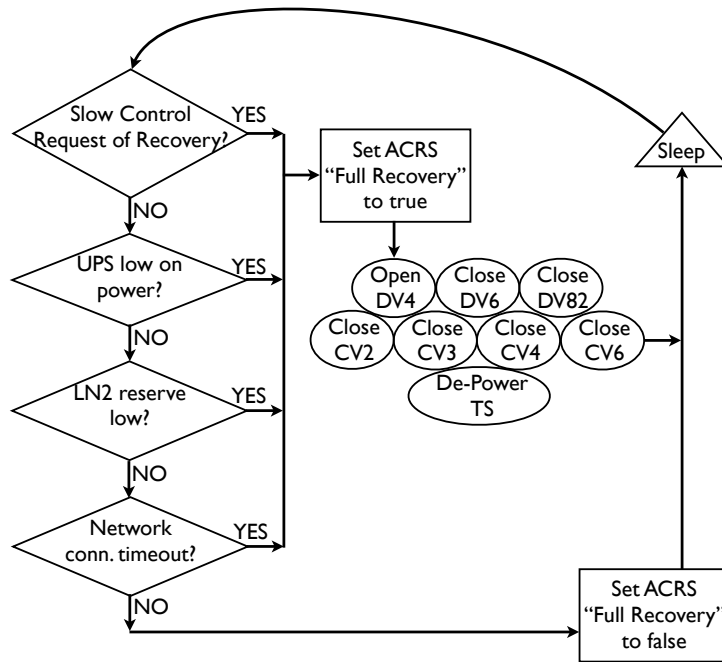 Slow Control
Request of Recovery?
YES
NO
UPS low on
power?
YES
NO
LN2 reserve
low?
YES
NO
Network
conn. timeout?
YES
NO
Set ACRS
“Full Recovery”
to true
Open
DV4
Close
DV6
Close
DV82
Close
CV2
Close
CV3
Close
CV4
Close
CV6
De-Power
TS
Sleep
Set ACRS
“Full Recovery”
to false